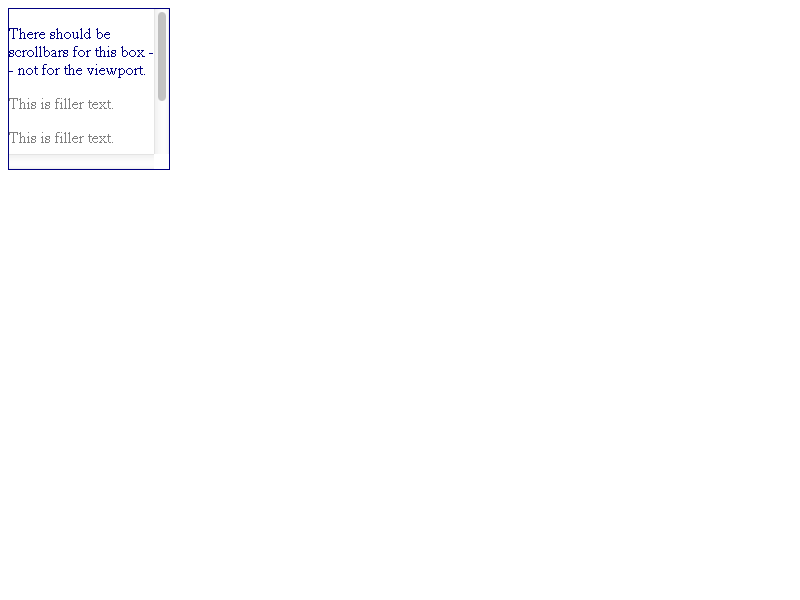 There should be
scrollbars for this box -
- not for the viewport.
This is filler text.
This is filler text.